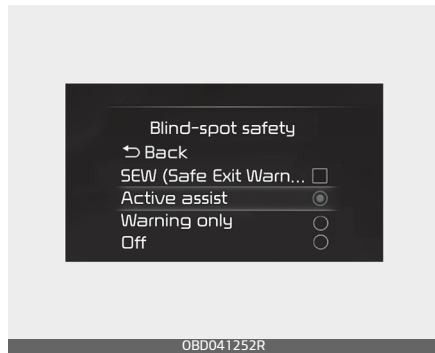 Blind-spot safety
Back
SEW (Safe Exit Warn...
Active assist
Warning only
Off
OBD041252R